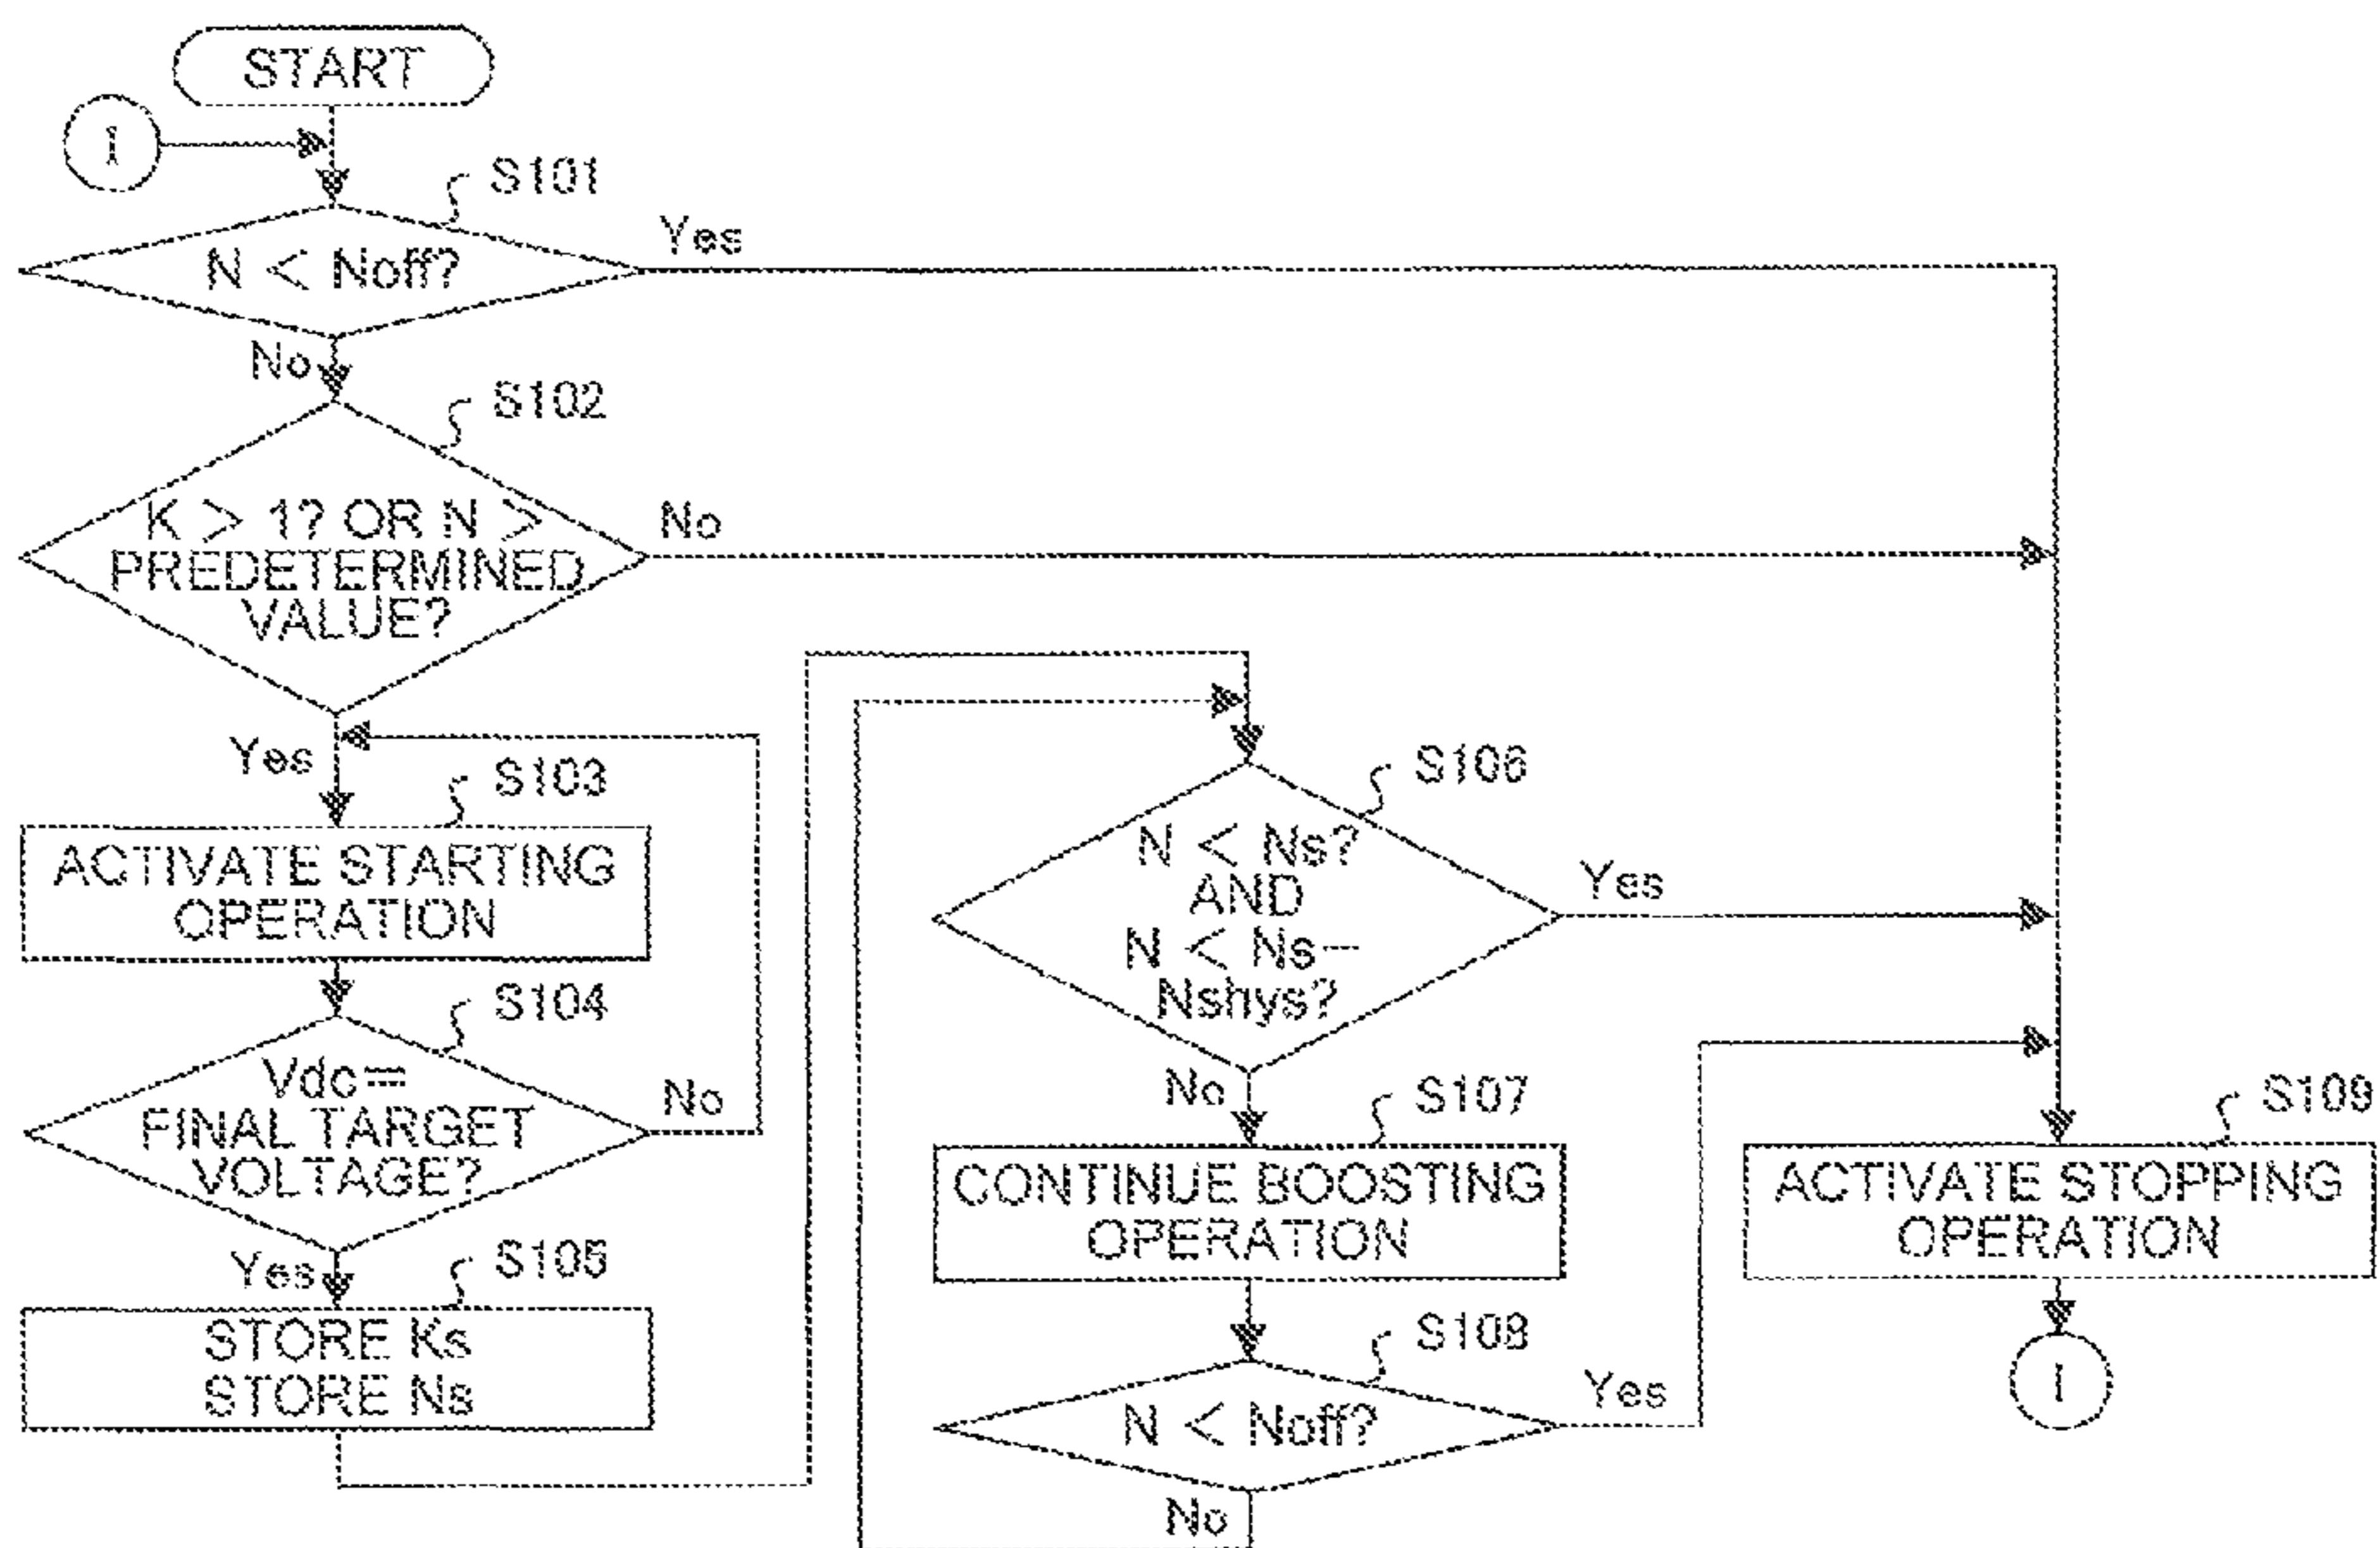 START
I
S101
N < Noff?
Yes
No
S102
K > 1? OR N >
PREDETERMINED
VALUE?
No
Yes
S103
ACTIVATE STARTING
OPERATION
S104
Vdc=
FINAL TARGET
VOLTAGE?
No
Yes
S105
STORE Ks
STORE Ns
S106
N < Ns?
AND
N < Ns-
Nshys?
Yes
No
S107
CONTINUE BOOSTING
OPERATION
S108
N < Noff?
Yes
No
S109
ACTIVATE STOPPING
OPERATION
I